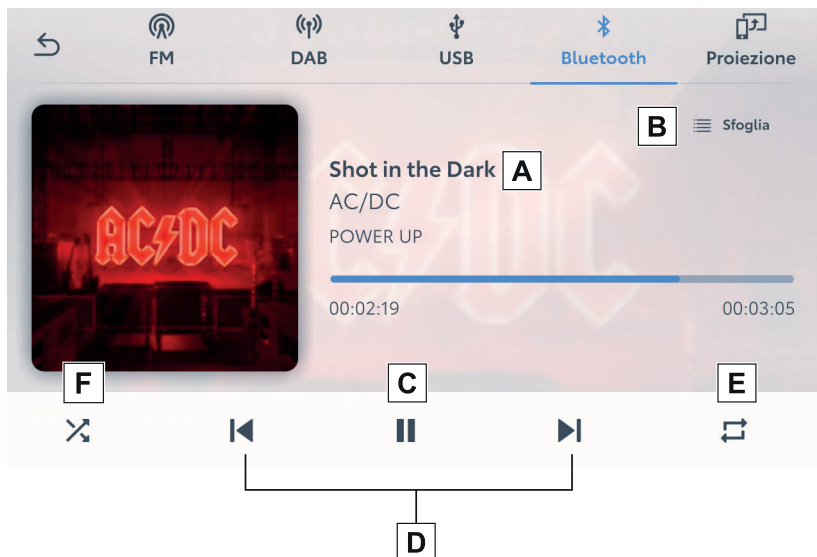 FM
DAB
USB
Bluetooth
Proiezione
B
Sfoglia
Shot in the Dark A
AC/DC
POWER UP
AC/DC
00:02:19
00:03:05
F
C
E
D